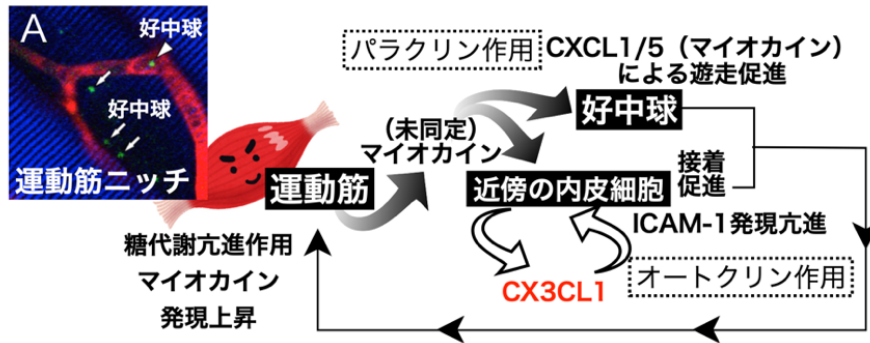 A
好中球
好中球
運動筋ニッチ
パラクリン作用
CXCL1/5（マイオカイン）
による遊走促進
好中球
（未同定）
マイオカイン
運動筋
近傍の内皮細胞
接着
促進
ICAM-1発現亢進
糖代謝亢進作用
マイオカイン
発現上昇
CX3CL1
オートクリン作用